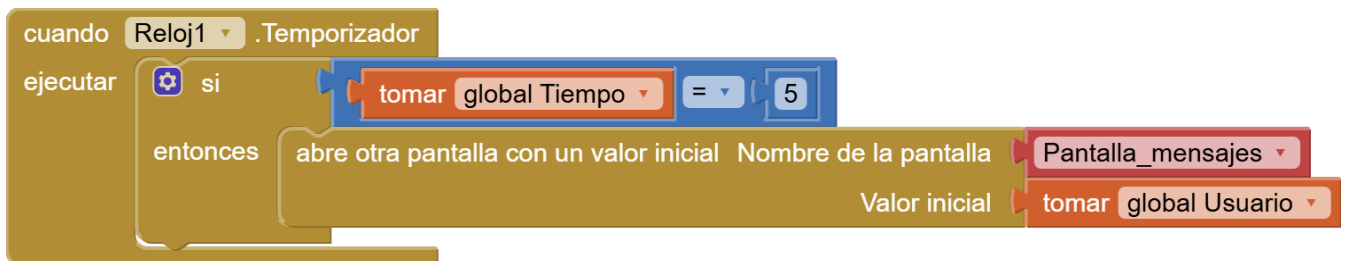 cuando Reloj1 .Temporizador
ejecutar si tomar global Tiempo = 5
entonces abre otra pantalla con un valor inicial Nombre de la pantalla Pantalla_mensajes
Valor inicial tomar global Usuario